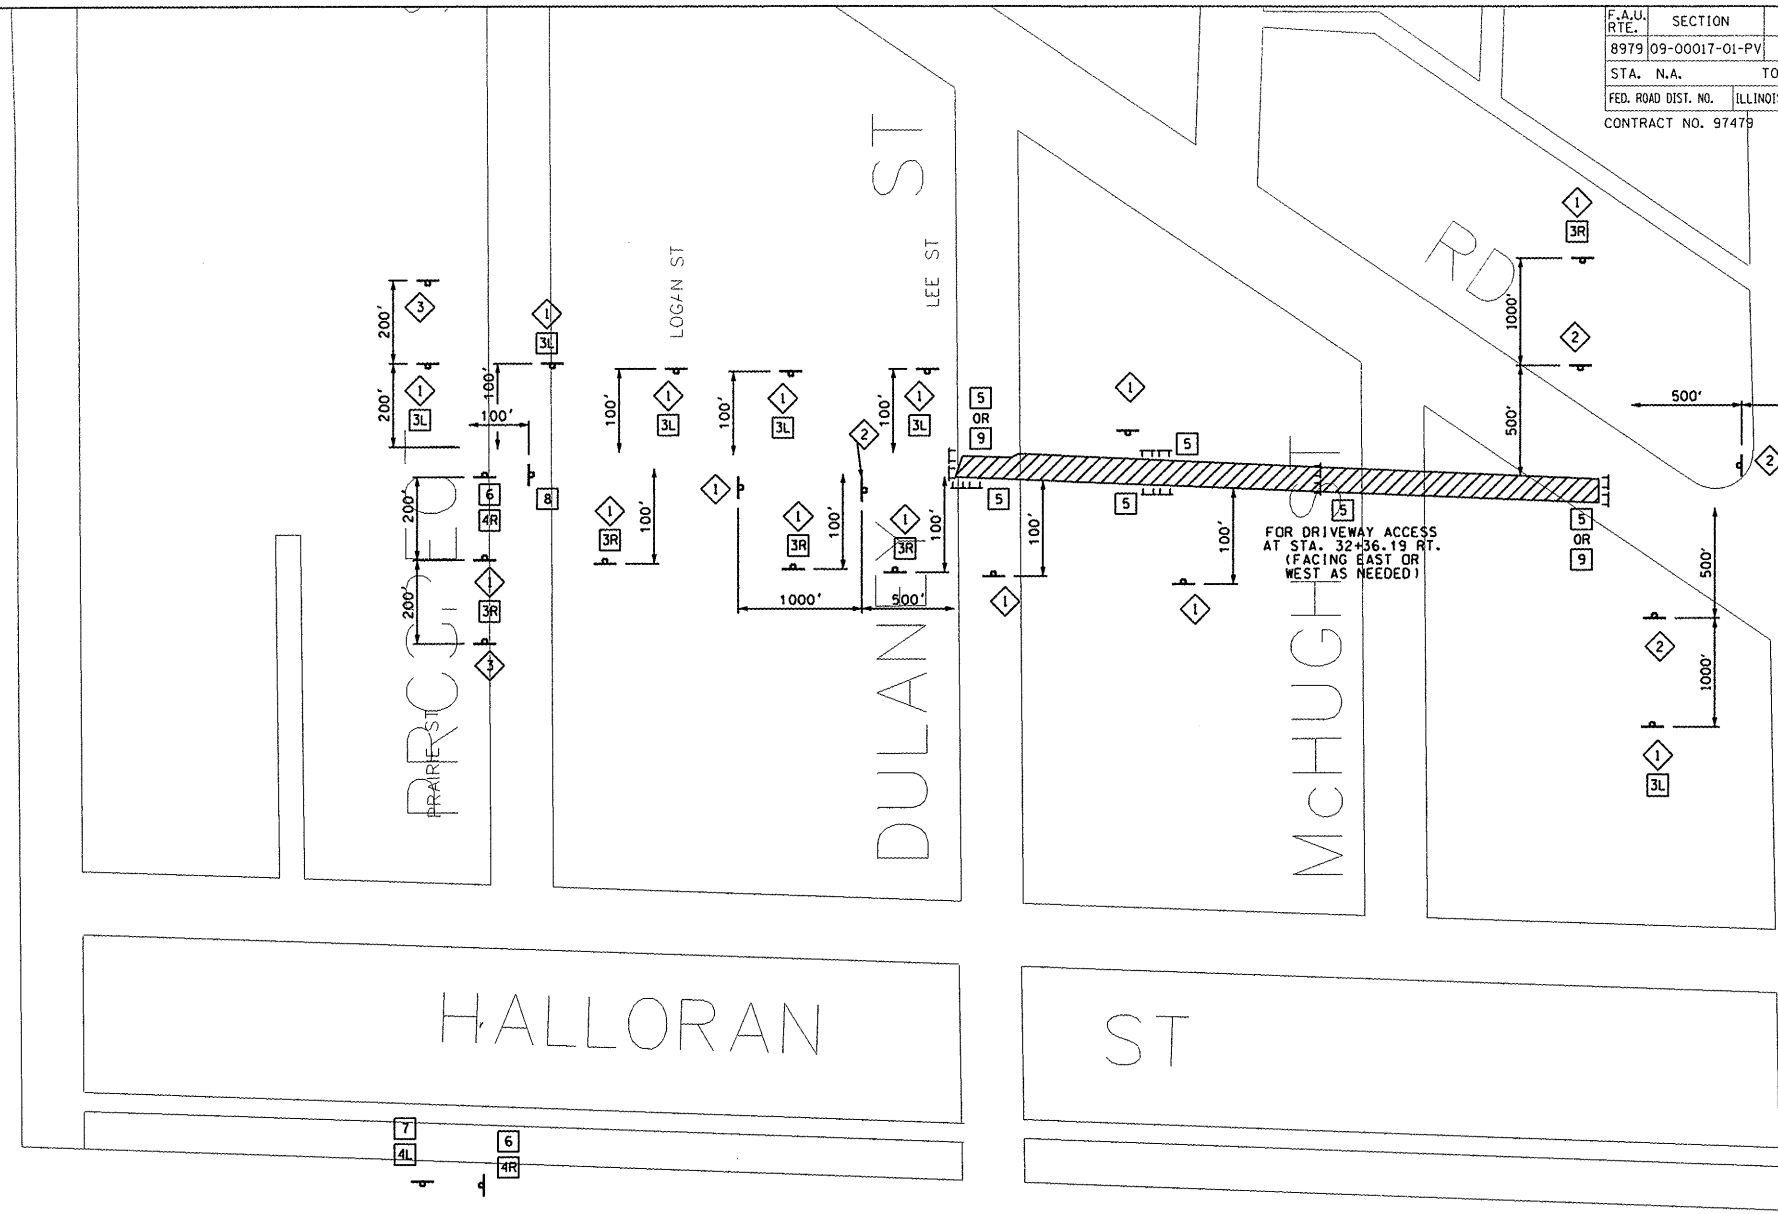 F.A.U. RTE. SECTION
8979 09-00017-01-PV
STA. N.A. TO
FED. ROAD DIST. NO. ILLINOIS
CONTRACT NO. 97479
ST
RD
LOGAN ST
LEE ST
1
3R
1000'
2
500'
500'
2
3
200'
1
3L
200'
1
3L
100'
100'
100'
1
3L
100'
1
3L
2
100'
1
3L
5
OR
9
1
5
6
4R
200'
8
1
3R
100'
1
1
3R
100'
1
3R
100'
5
100'
5
100'
5
FOR DRIVEWAY ACCESS
AT STA. 32+36.19 RT.
(FACING EAST OR
WEST AS NEEDED)
5
OR
9
200'
1
3R
3
1000'
500'
1
1
500'
2
1000'
1
3L
PRAIRIE ST
DULANEY
McHUGH ST
HALLORAN ST
7
4L
6
4R